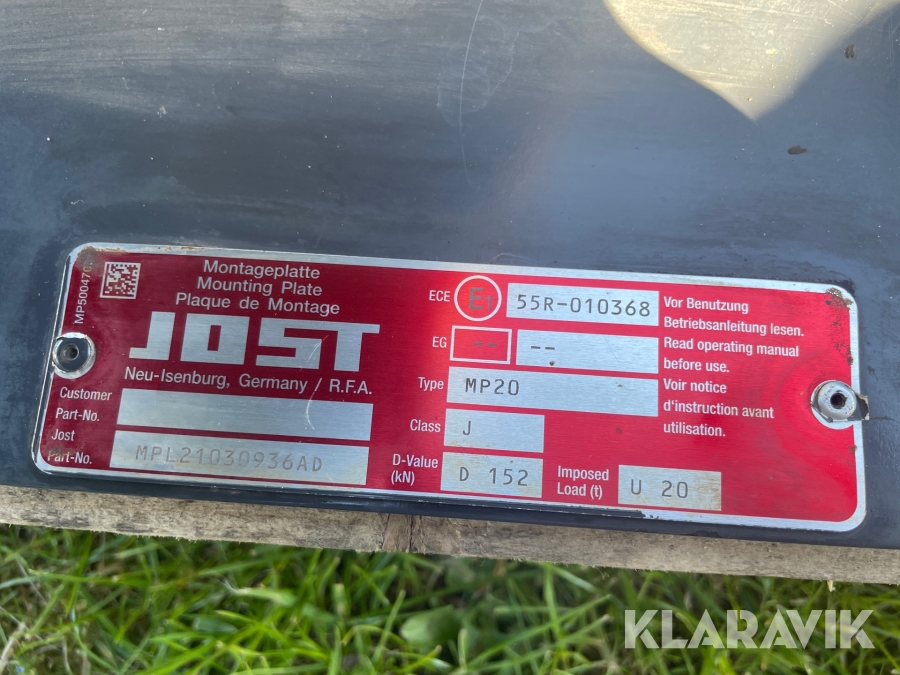 MP500470
Montageplatte
Mounting Plate
Plaque de Montage
JOST
Neu-Isenburg, Germany / R.F.A.
Customer
Part-No.
Jost
Part-No.
MPL21030936AD
ECE E1 55R-010368
EG -- --
Type MP20
Class J
D-Value
(kN)
D 152
Imposed
Load (t)
U 20
Vor Benutzung
Betriebsanleitung lesen.
Read operating manual
before use.
Voir notice
d'instruction avant
utilisation.
KLARAVIK